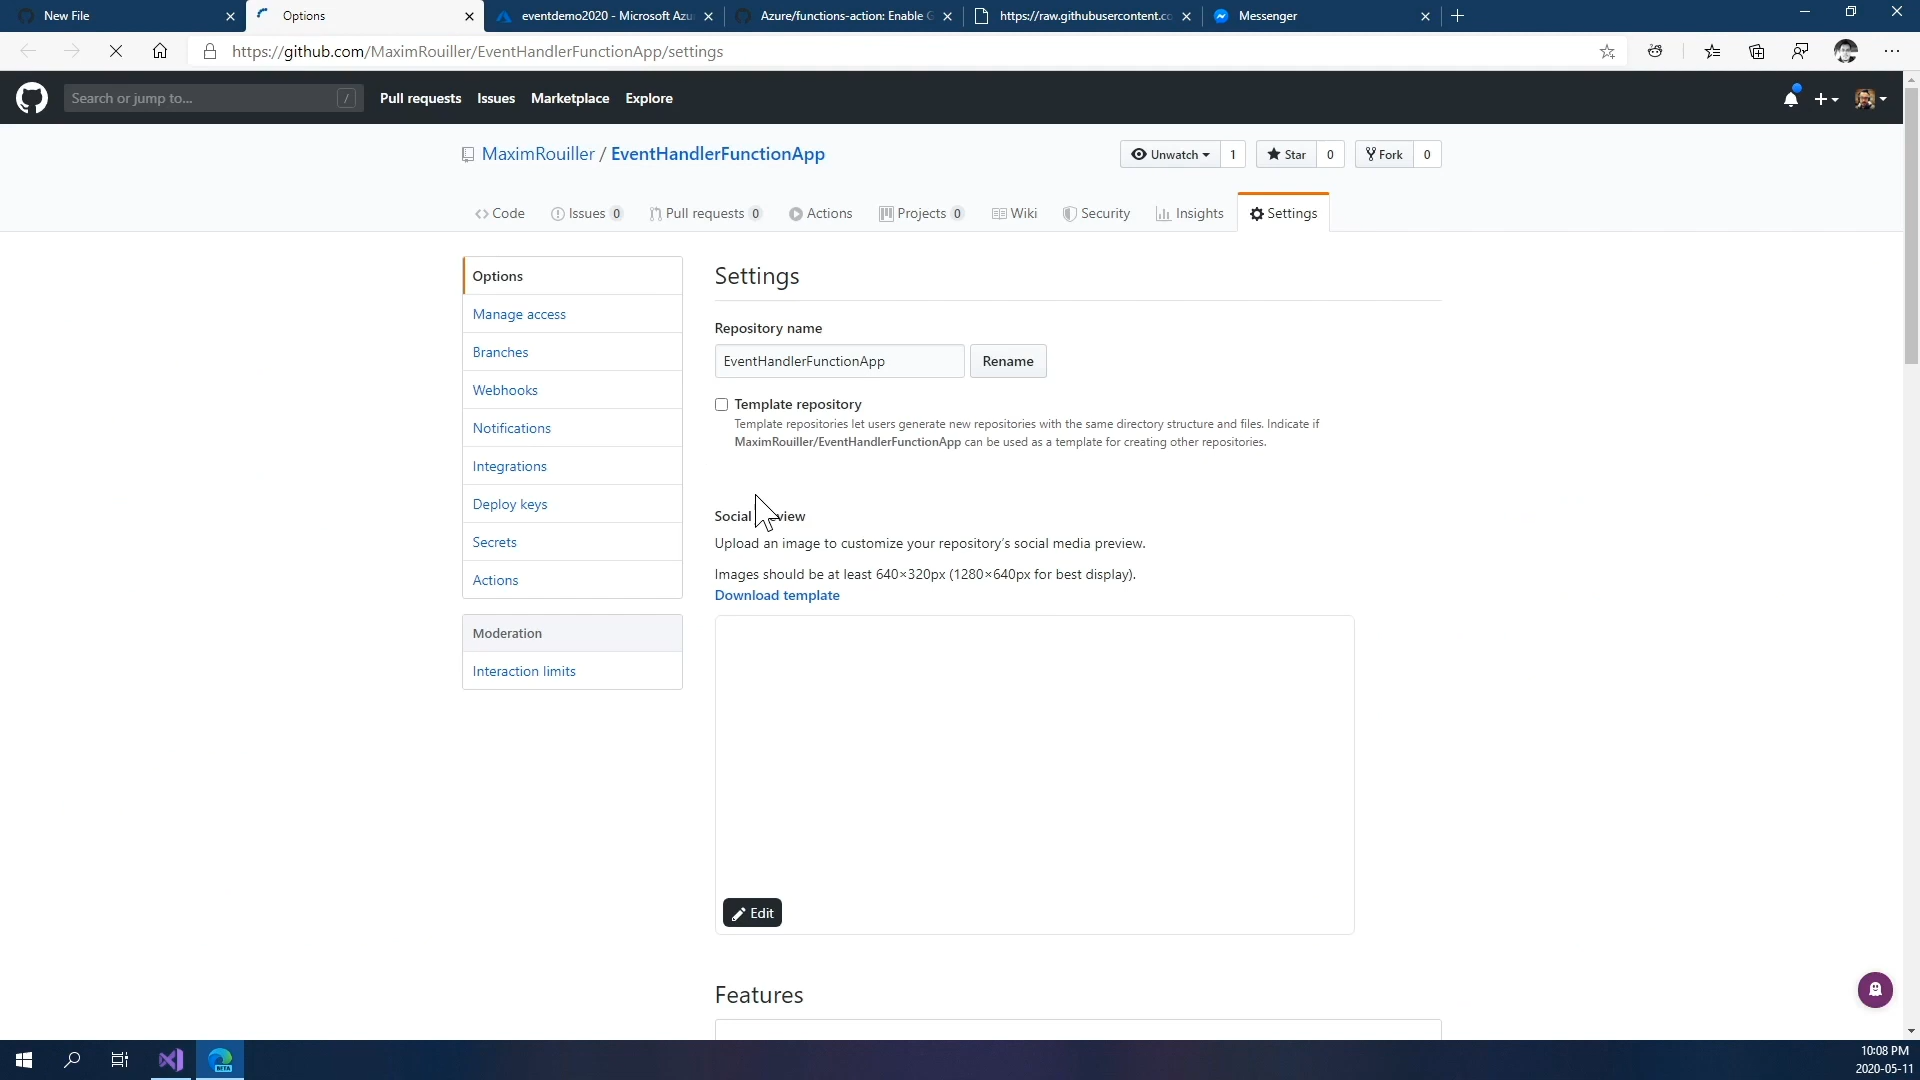 New File
Options
eventdemo2020 - Microsoft Azu
Azure/functions-action: Enable G
https://raw.githubusercontent.co
Messenger
https://github.com/MaximRouiller/EventHandlerFunctionApp/settings
Search or jump to...
/
Pull requests
Issues
Marketplace
Explore
MaximRouiller / EventHandlerFunctionApp
Unwatch 1
Star 0
Fork 0
Code
Issues 0
Pull requests 0
Actions
Projects 0
Wiki
Security
Insights
Settings
Options
Manage access
Branches
Webhooks
Notifications
Integrations
Deploy keys
Secrets
Actions
Moderation
Interaction limits
Settings
Repository name
EventHandlerFunctionApp
Rename
Template repository
Template repositories let users generate new repositories with the same directory structure and files. Indicate if
MaximRouiller/EventHandlerFunctionApp can be used as a template for creating other repositories.
Social view
Upload an image to customize your repository's social media preview.
Images should be at least 640×320px (1280×640px for best display).
Download template
Edit
Features
BETA
10:08 PM
2020-05-11